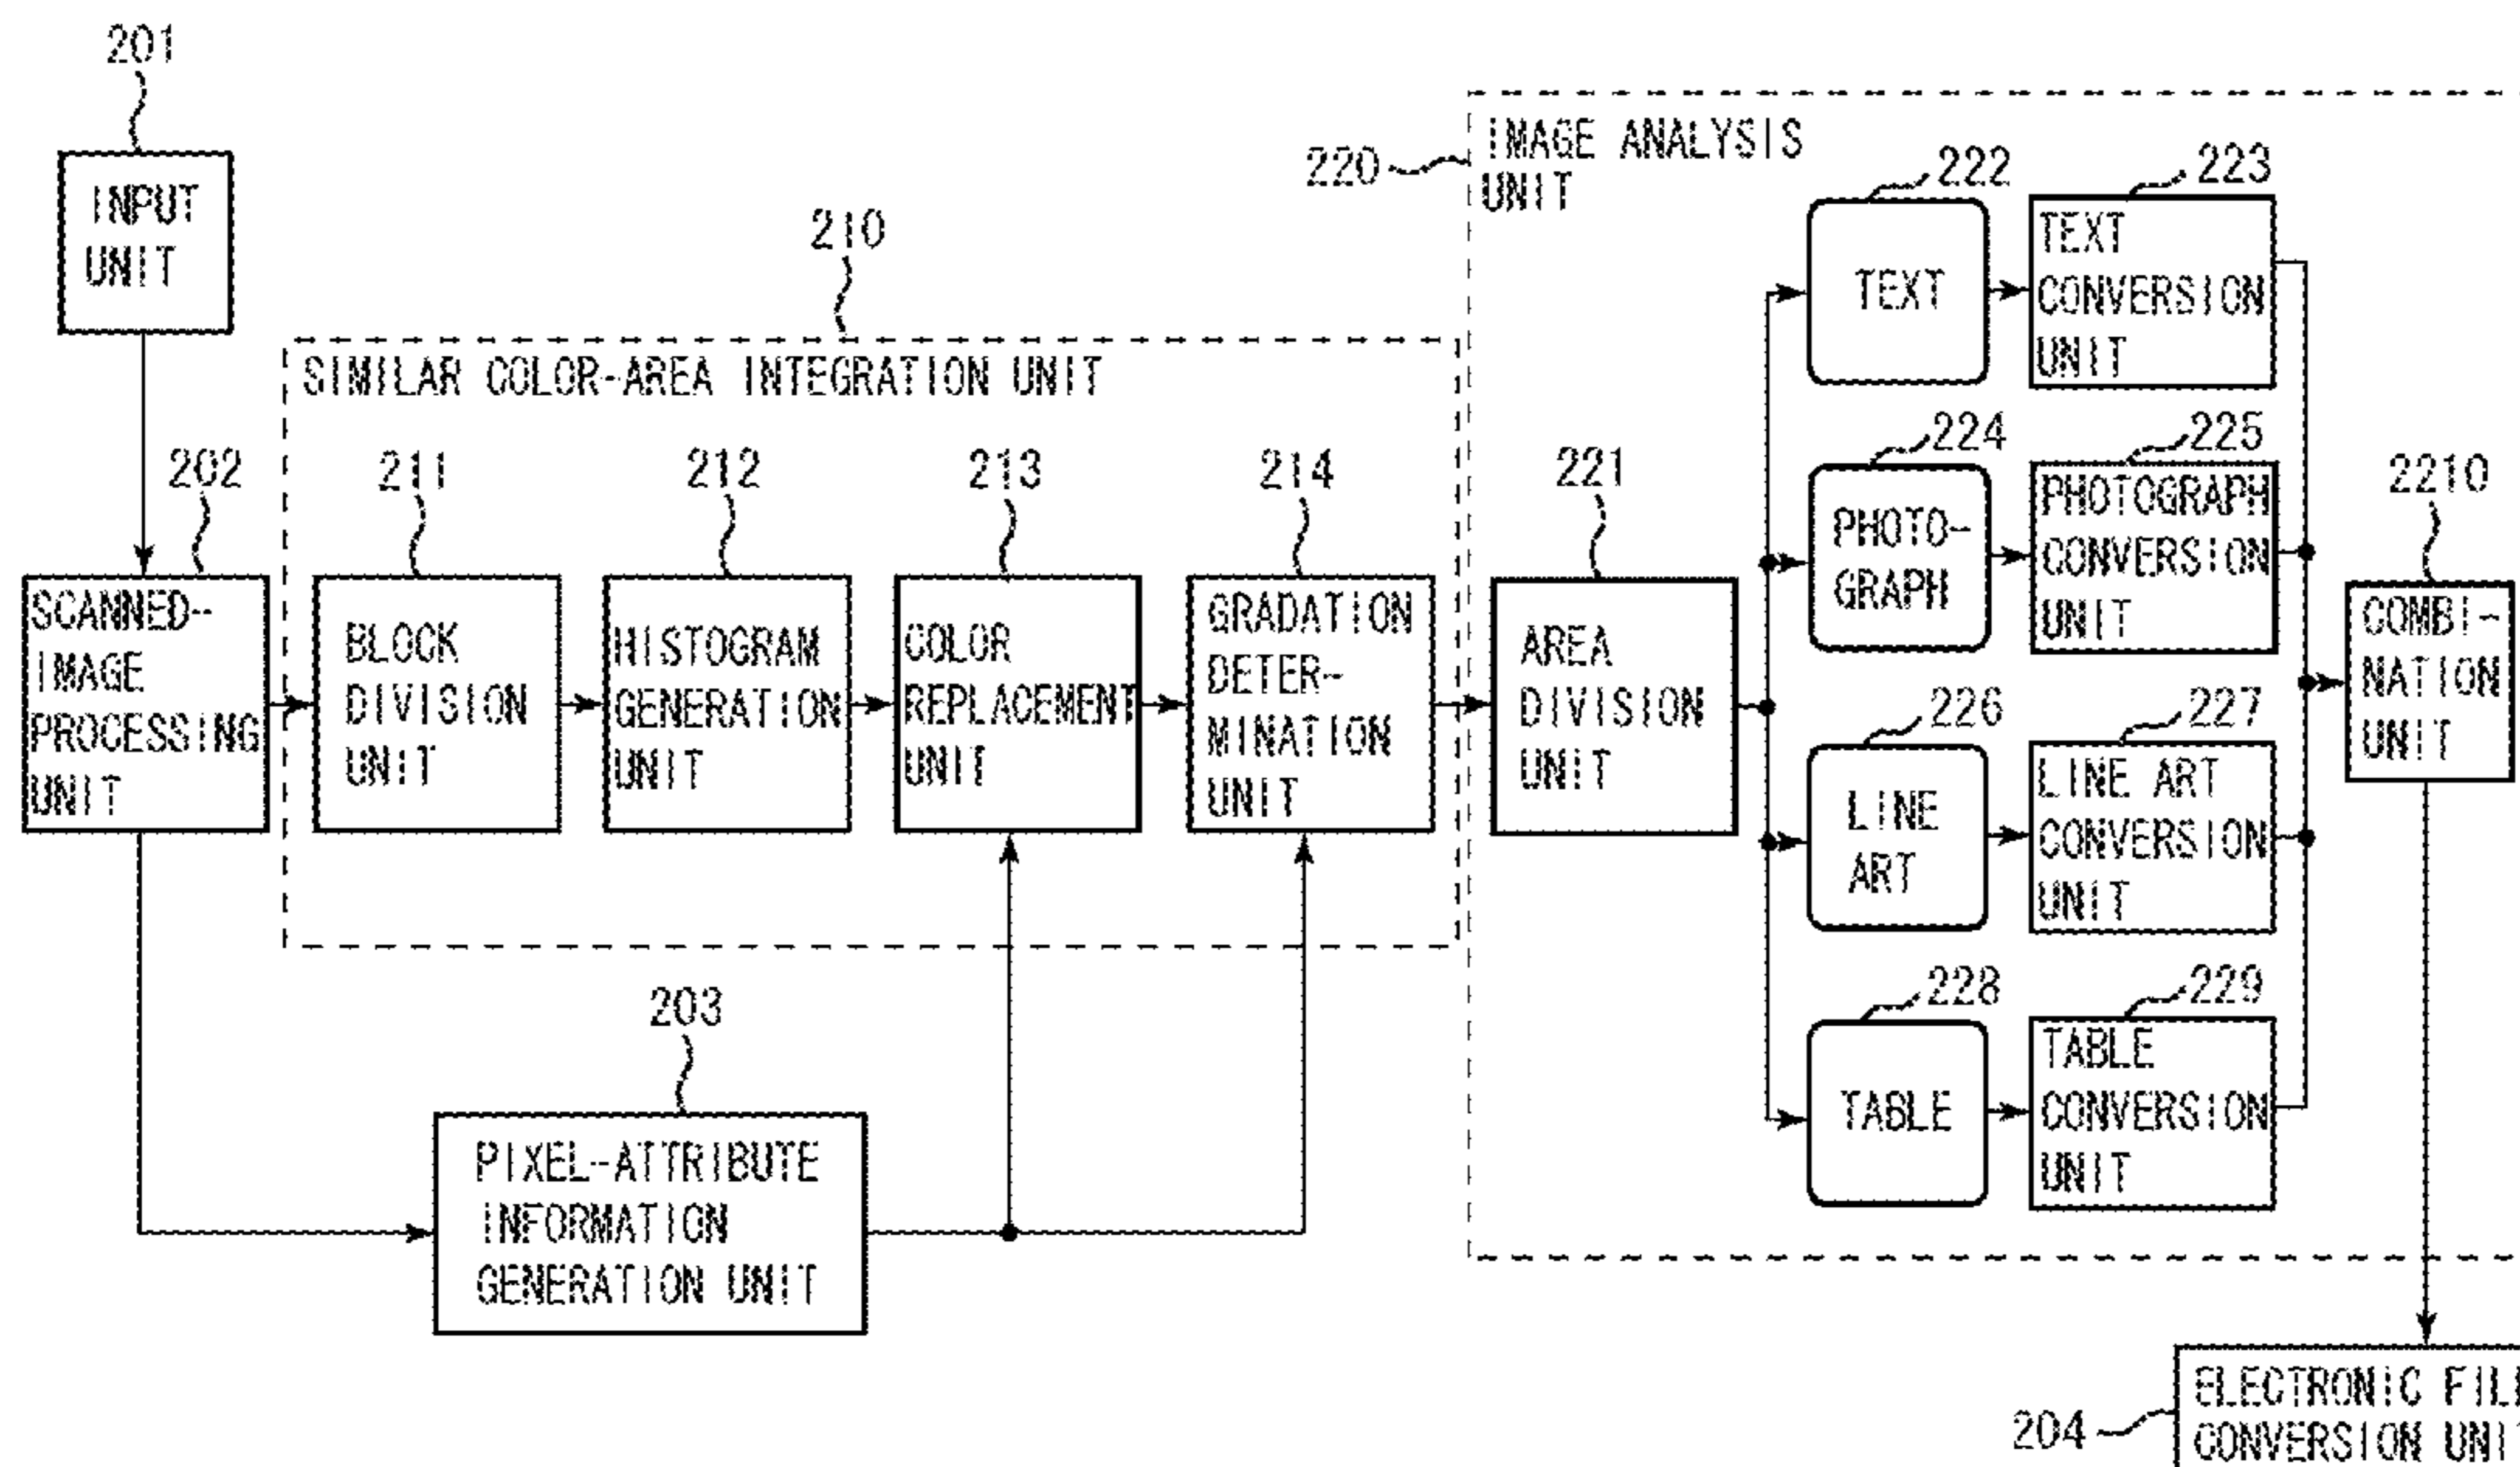 201
INPUT
UNIT
210
SIMILAR COLOR-AREA INTEGRATION UNIT
202
SCANNED-
IMAGE
PROCESSING
UNIT
211
BLOCK
DIVISION
UNIT
212
HISTOGRAM
GENERATION
UNIT
213
COLOR
REPLACEMENT
UNIT
214
GRADATION
DETER-
MINATION
UNIT
203
PIXEL-ATTRIBUTE
INFORMATION
GENERATION UNIT
220
IMAGE ANALYSIS
UNIT
221
AREA
DIVISION
UNIT
222
TEXT
223
TEXT
CONVERSION
UNIT
224
PHOTO-
GRAPH
225
PHOTOGRAPH
CONVERSION
UNIT
226
LINE
ART
227
LINE ART
CONVERSION
UNIT
228
TABLE
229
TABLE
CONVERSION
UNIT
2210
COMBI-
NATION
UNIT
204
ELECTRONIC FIL
CONVERSION UNI